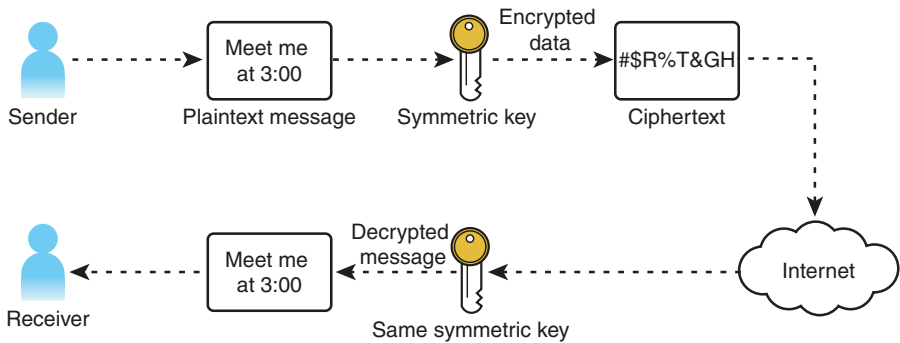 Encrypted
data
Meet me
at 3:00
#$R%T&GH
Sender
Plaintext message
Symmetric key
Ciphertext
Decrypted
message
Meet me
at 3:00
Internet
Receiver
Same symmetric key